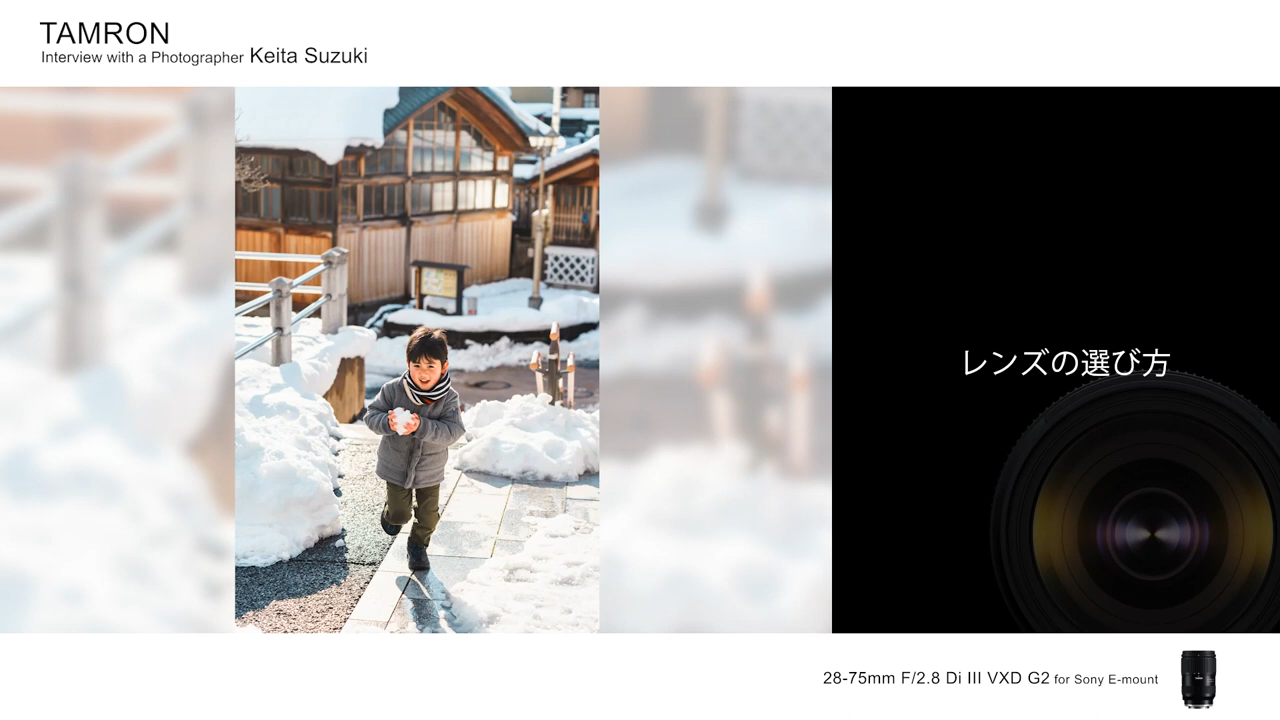 TAMRON
Interview with a Photographer Keita Suzuki
レンズの選び方
28-75mm F/2.8 Di III VXD G2 for Sony E-mount